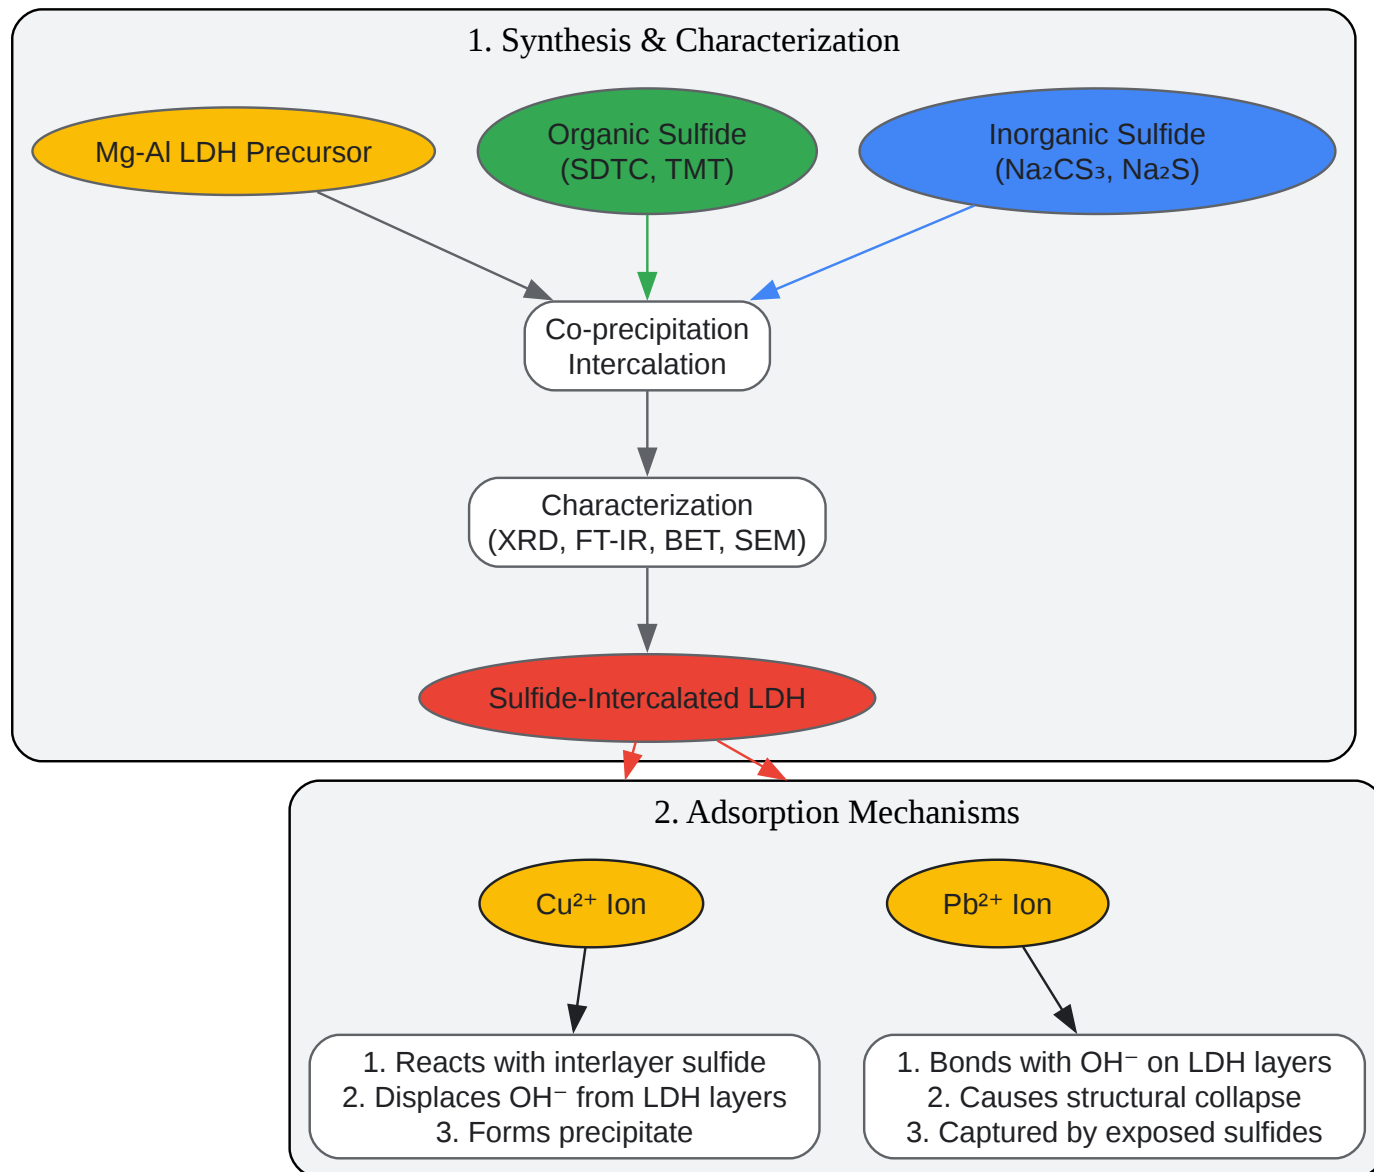 1. Synthesis & Characterization
Mg-Al LDH Precursor
Organic Sulfide
(SDTC, TMT)
Inorganic Sulfide
(Na₂CS₃, Na₂S)
Co-precipitation
Intercalation
Characterization
(XRD, FT-IR, BET, SEM)
Sulfide-Intercalated LDH
2. Adsorption Mechanisms
Cu²⁺ Ion
Pb²⁺ Ion
1. Reacts with interlayer sulfide
2. Displaces OH⁻ from LDH layers
3. Forms precipitate
1. Bonds with OH⁻ on LDH layers
2. Causes structural collapse
3. Captured by exposed sulfides